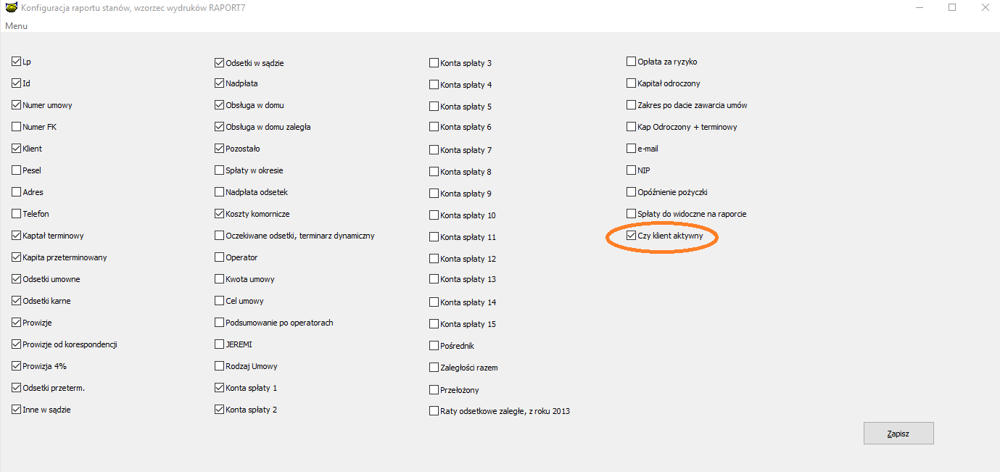 Konfiguracja raportu stanów, wzorzec wydruków RAPORT7
Menu
Lp
Id
Numer umowy
Numer FK
Klient
Pesel
Adres
Telefon
Kaptał terminowy
Kapita przeterminowany
Odsetki umowne
Odsetki karne
Prowizje
Prowizje od korespondencji
Prowizja 4%
Odsetki przeterm.
Inne w sądzie
Odsetki w sądzie
Nadpłata
Obsługa w domu
Obsługa w domu zaległa
Pozostało
Spłaty w okresie
Nadpłata odsetek
Koszty komornicze
Oczekiwane odsetki, terminarz dynamiczny
Operator
Kwota umowy
Cel umowy
Podsumowanie po operatorach
JEREMI
Rodzaj Umowy
Konta spłaty 1
Konta spłaty 2
Konta spłaty 3
Konta spłaty 4
Konta spłaty 5
Konta spłaty 6
Konta spłaty 7
Konta spłaty 8
Konta spłaty 9
Konta spłaty 10
Konta spłaty 11
Konta spłaty 12
Konta spłaty 13
Konta spłaty 14
Konta spłaty 15
Pośrednik
Zaległości razem
Przełożony
Raty odsetkowe zaległe, z roku 2013
Opłata za ryzyko
Kapitał odroczony
Zakres po dacie zawarcia umów
Kap Odroczony + terminowy
e-mail
NIP
Opóźnienie pożyczki
Spłaty do widoczne na raporcie
Czy klient aktywny
Zapisz